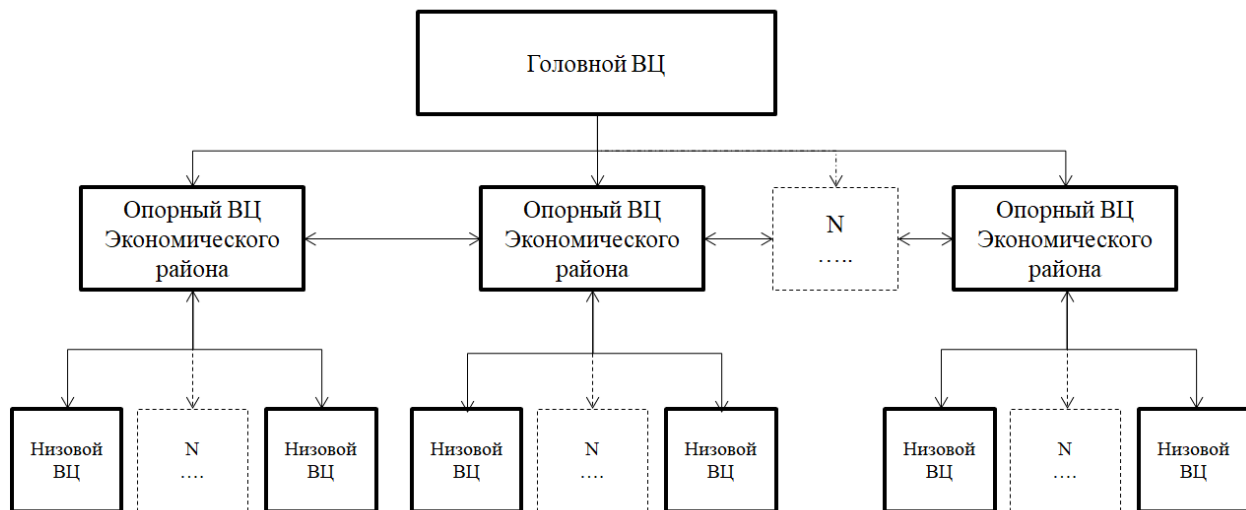 Головной ВЦ
Опорный ВЦ
Экономического
района
Опорный ВЦ
Экономического
района
N
.....
Опорный ВЦ
Экономического
района
Низовой
ВЦ
N
....
Низовой
ВЦ
Низовой
ВЦ
N
....
Низовой
ВЦ
Низовой
ВЦ
N
....
Низовой
ВЦ